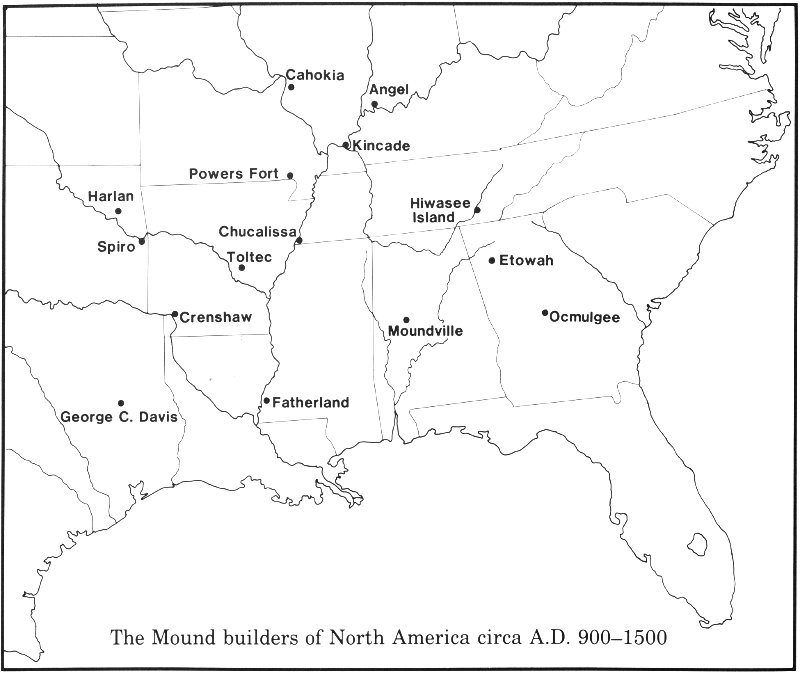 Cahokia
Angel
Kincade
Powers Fort
Harlan
Hiwasee
Island
Chucalissa
Spiro
Toltec
Etowah
Crenshaw
Ocmulgee
Moundville
Fatherland
George C. Davis
The Mound builders of North America circa A.D. 900–1500